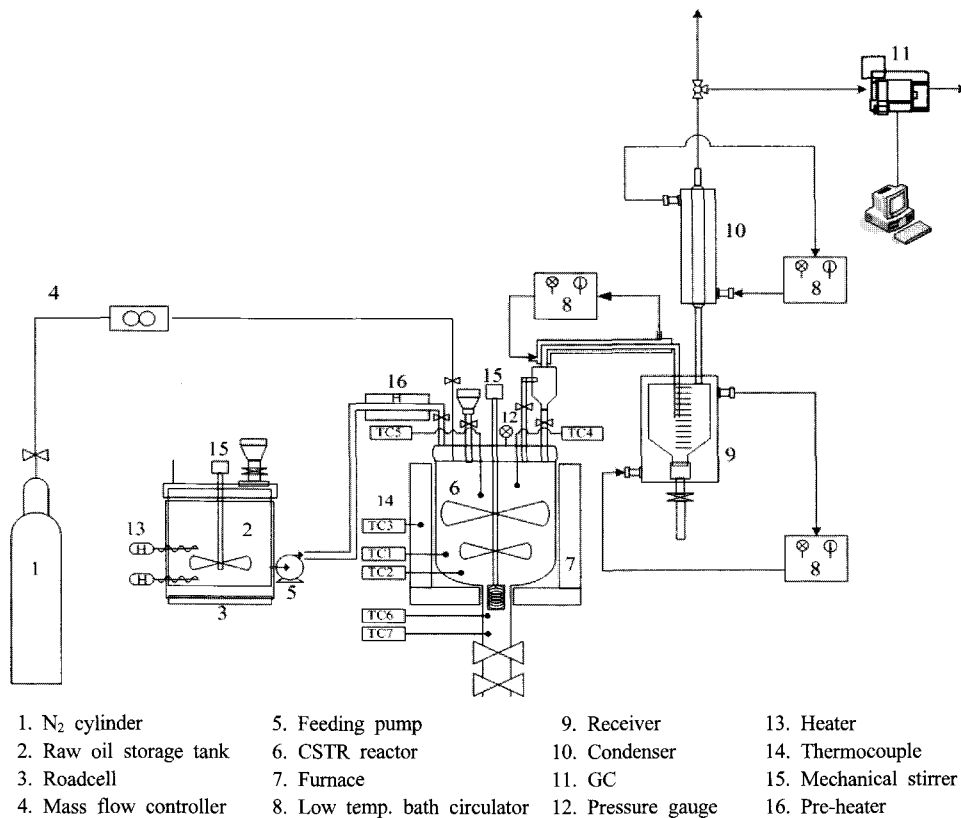 11
10
8
4
8
15
16
12
TC5
TC4
H
15
6
9
14
TC3
13
2
TC1
7
H
1
TC2
8
H
5
3
TC6
TC7
1. N₂ cylinder
2. Raw oil storage tank
3. Roadcell
4. Mass flow controller
5. Feeding pump
6. CSTR reactor
7. Furnace
8. Low temp. bath circulator
9. Receiver
10. Condenser
11. GC
12. Pressure gauge
13. Heater
14. Thermocouple
15. Mechanical stirrer
16. Pre-heater